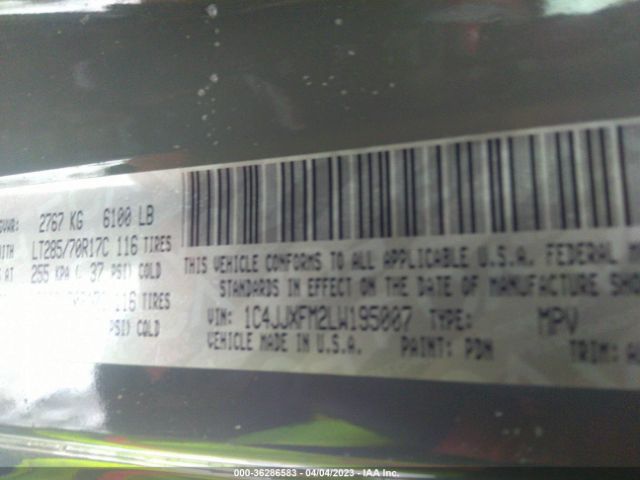 2767 KG 6100 LB
LT285/70R17C 116 TIRES
AT 255 KPA ( 37 PSI) COLD
116 TIRES
PSI) COLD
THIS VEHICLE CONFORMS TO ALL APPLICABLE U.S.A. FEDERAL
STANDARDS IN EFFECT ON THE DATE OF MANUFACTURE
VIN: 1C4JJXFM2LW195007 TYPE: MPV
VEHICLE MADE IN U.S.A. PAINT: PDN TRIM:
000-36286583 - 04/04/2023 - IAA Inc.